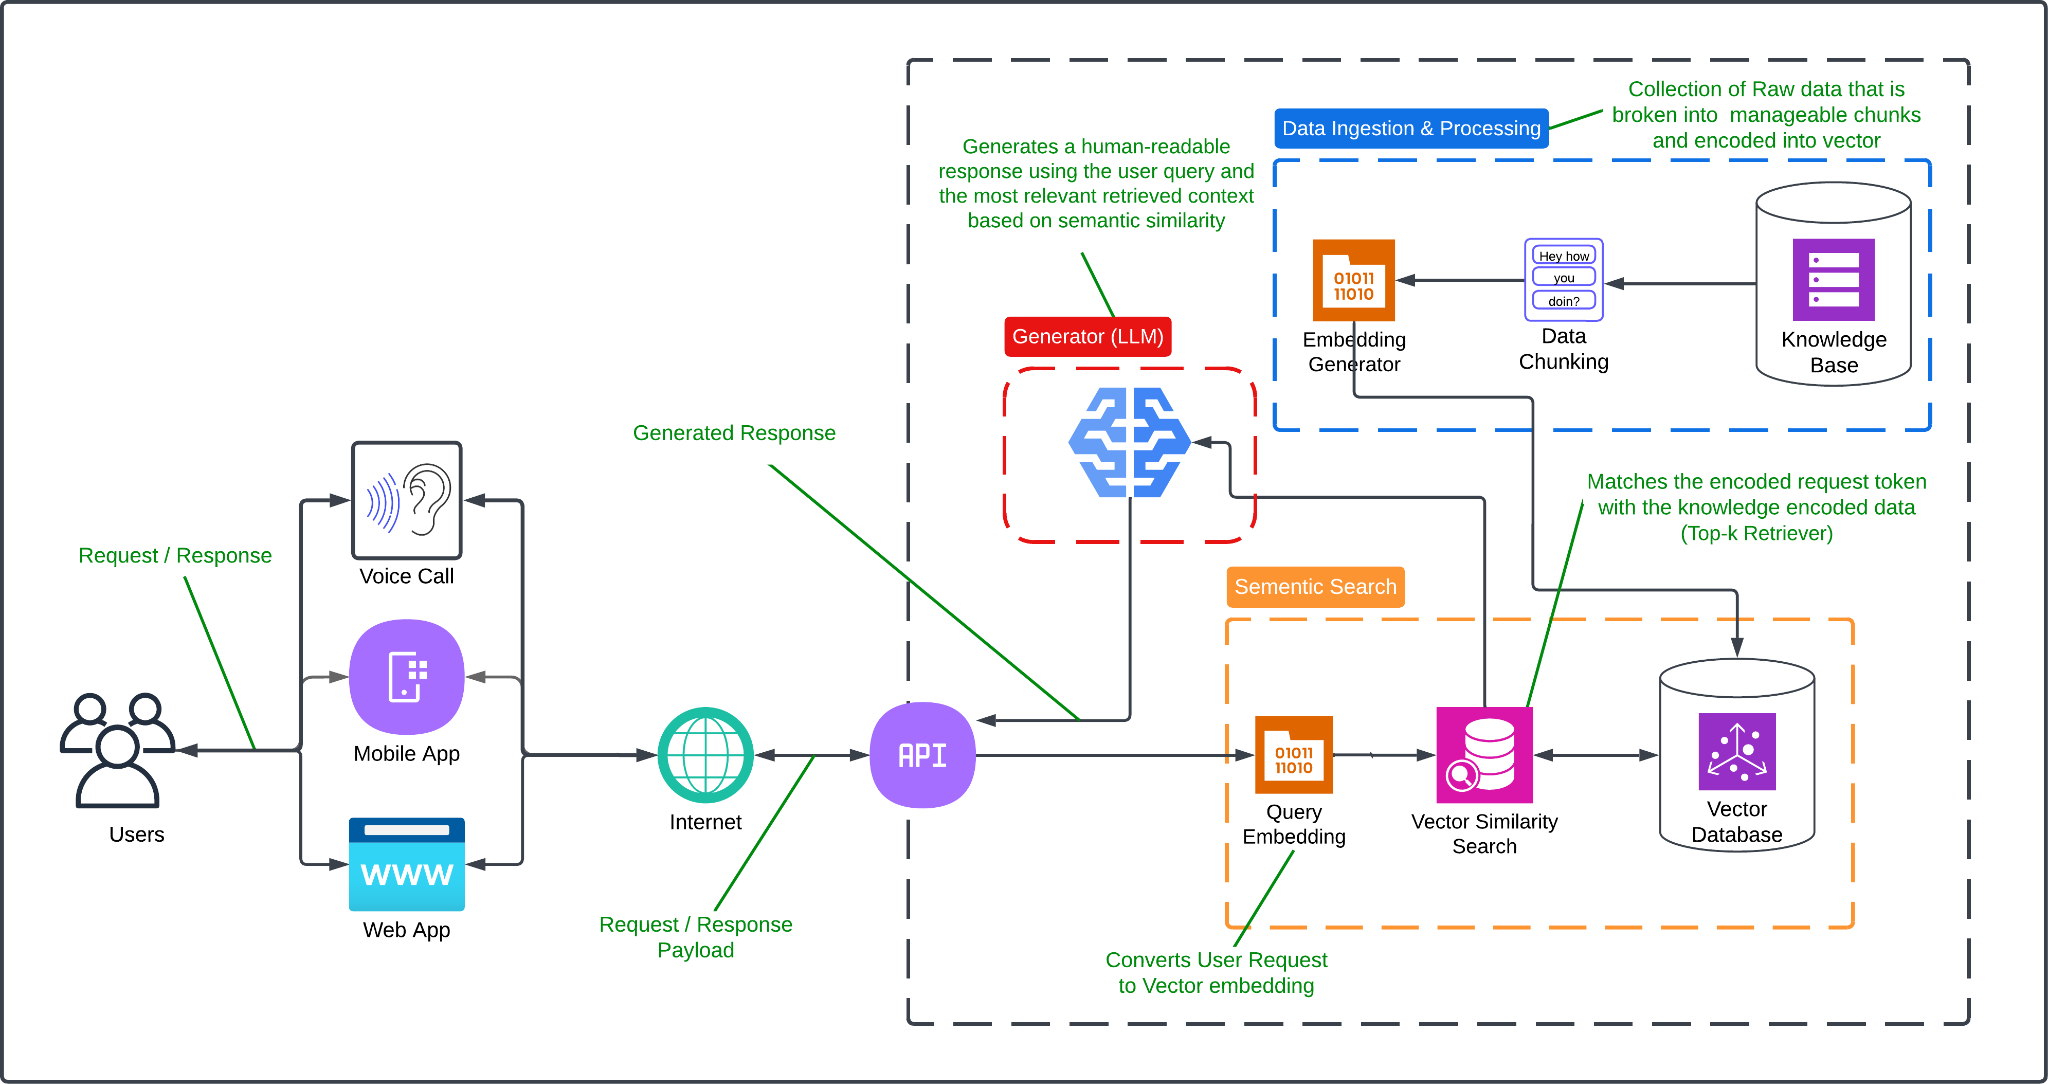 Collection of Raw data that is
broken into manageable chunks
and encoded into vector
Data Ingestion & Processing
Generates a human-readable
response using the user query and
the most relevant retrieved context
based on semantic similarity
Generator (LLM)
01011
11010
Embedding
Generator
Hey how
you
doin?
Data
Chunking
Knowledge
Base
Generated Response
Matches the encoded request token
with the knowledge encoded data
(Top-k Retriever)
Request / Response
Voice Call
Sementic Search
Mobile App
Users
WWW
Web App
Internet
API
01011
11010
Query
Embedding
Vector Similarity
Search
Vector
Database
Request / Response
Payload
Converts User Request
to Vector embedding